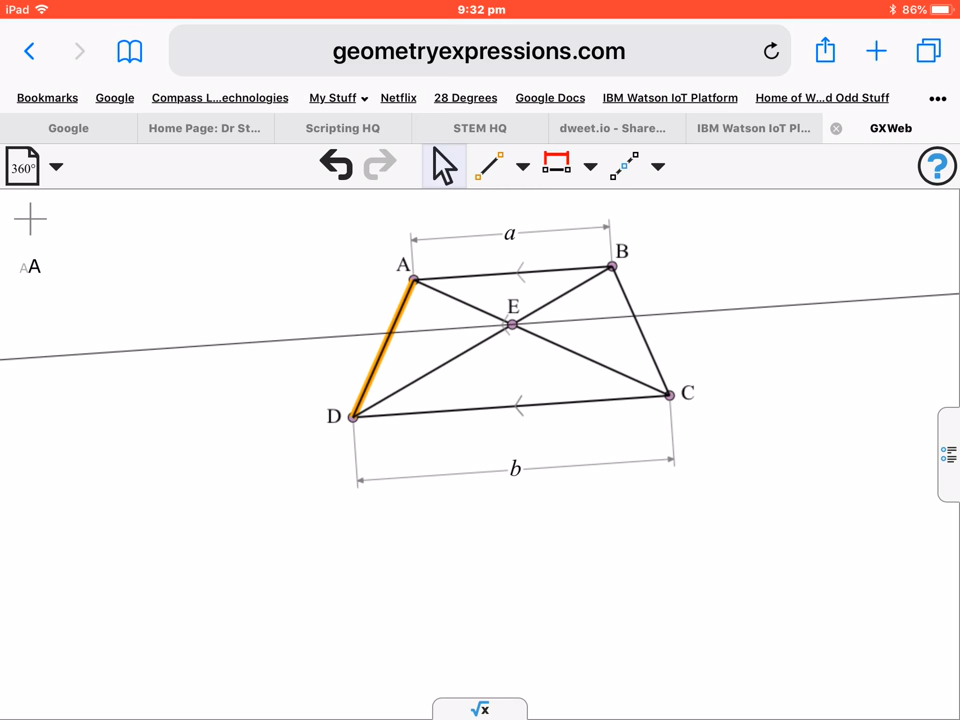 iPad 9:32 pm 86%
geometryexpressions.com
Bookmarks Google Compass L...echnologies My Stuff Netflix 28 Degrees Google Docs IBM Watson IoT Platform Home of W...d Odd Stuff
Google Home Page: Dr St... Scripting HQ STEM HQ dweet.io - Share... IBM Watson IoT Pl... GXWeb
360° ?
AA
a
A B
E
D C
b
√x